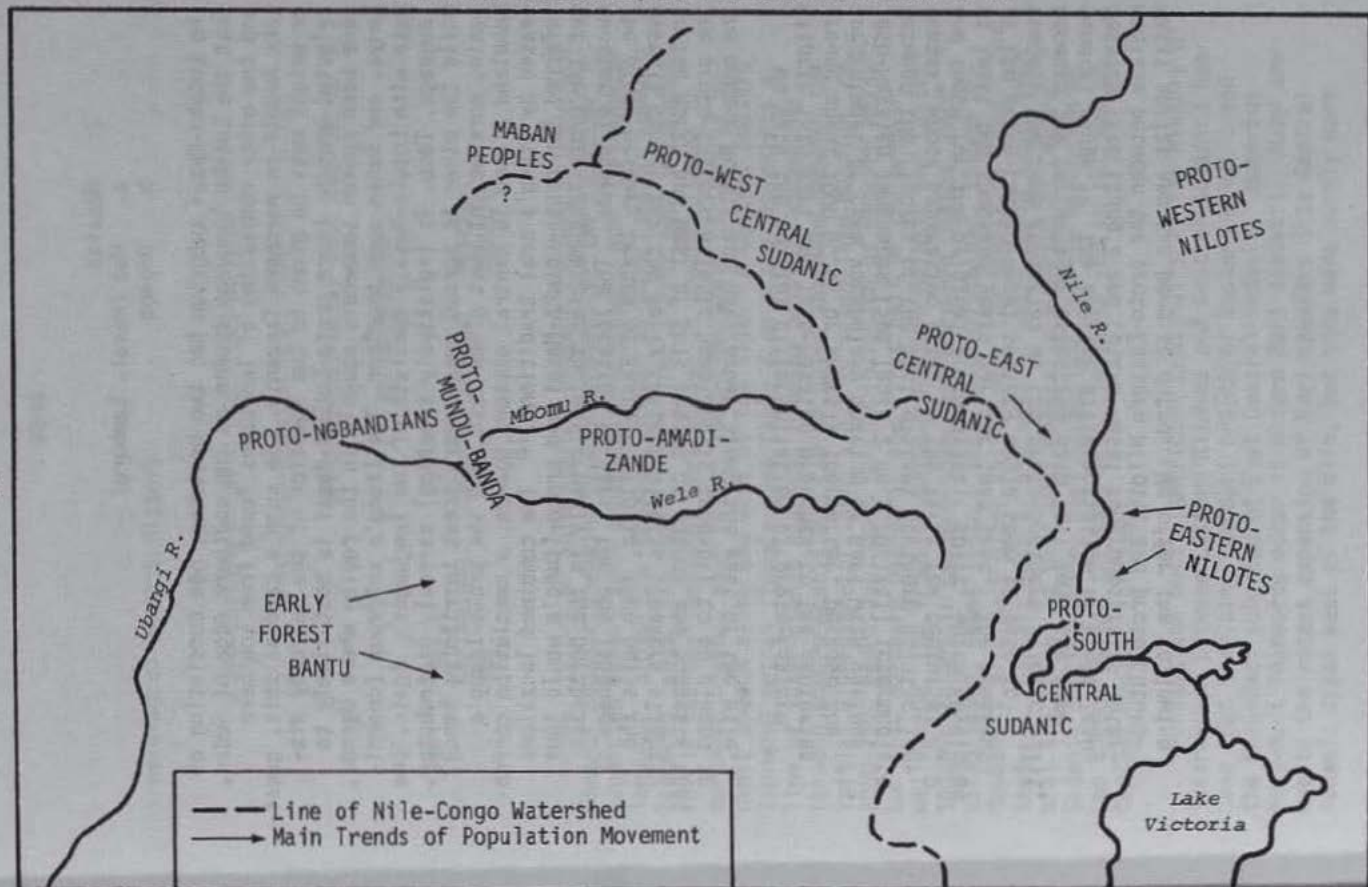 MABAN
PEOPLES
?
PROTO-WEST
CENTRAL
SUDANIC
PROTO-
WESTERN
NILOTES
Nile R.
PROTO-EAST
CENTRAL
SUDANIC
PROTO-
MUNDU-BANDA
Mbomu R.
PROTO-NGBANDIANS
PROTO-AMADI-
ZANDE
Wele R.
PROTO-
EASTERN
NILOTES
Ubangi R.
EARLY
FOREST
BANTU
PROTO-
SOUTH
CENTRAL
SUDANIC
Lake
Victoria
Line of Nile-Congo Watershed
Main Trends of Population Movement